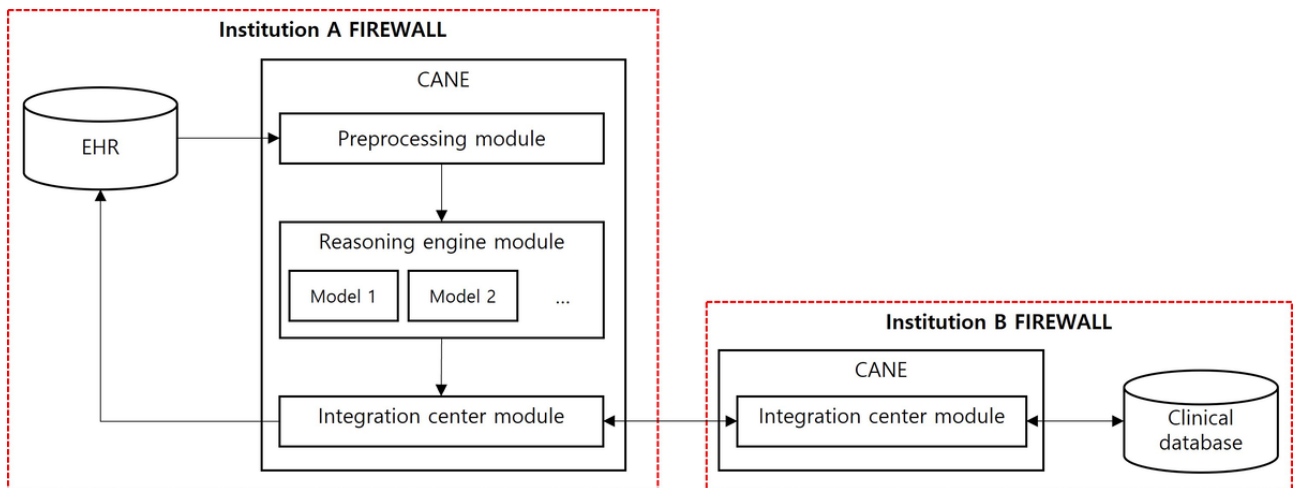 Institution A FIREWALL
CANE
EHR
Preprocessing module
Reasoning engine module
Model 1
Model 2
...
Integration center module
Institution B FIREWALL
CANE
Integration center module
Clinical
database